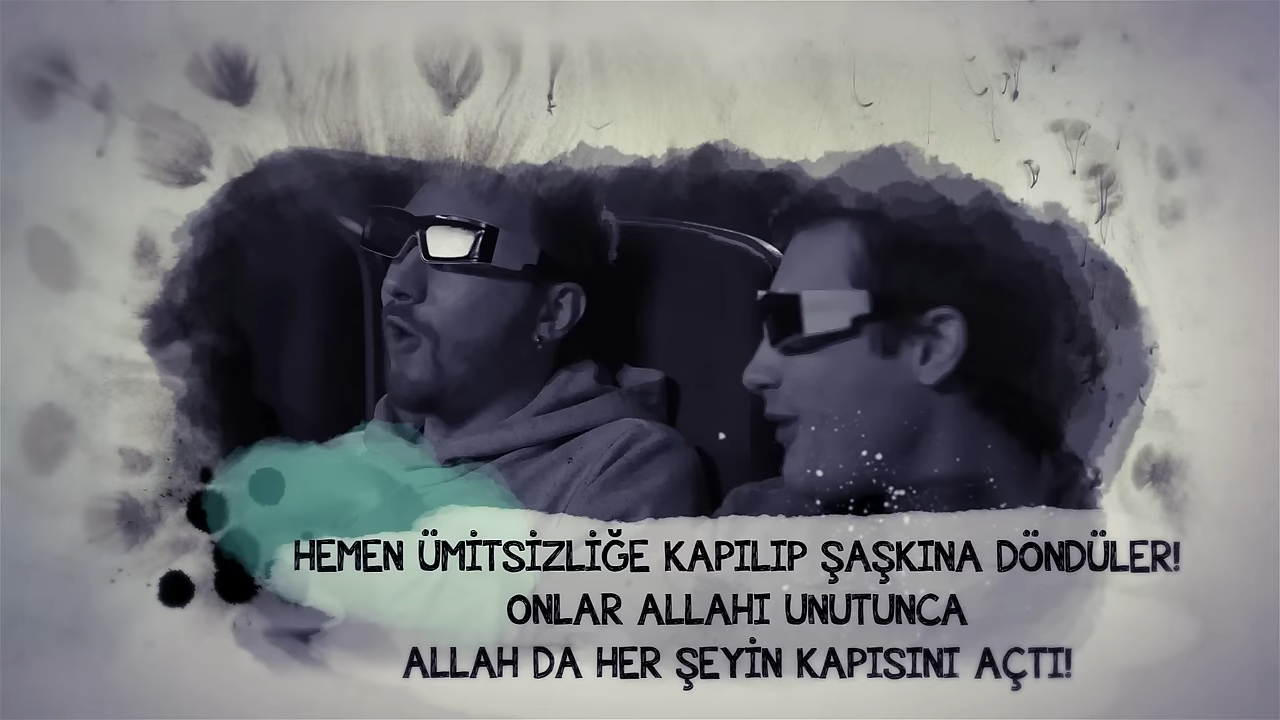 HEMEN ÜMİTSİZLİĞE KAPILIP ŞAŞKINA DÖNDÜLER!
ONLAR ALLAHI UNUTUNCA
ALLAH DA HER ŞEYİN KAPISINI AÇTI!